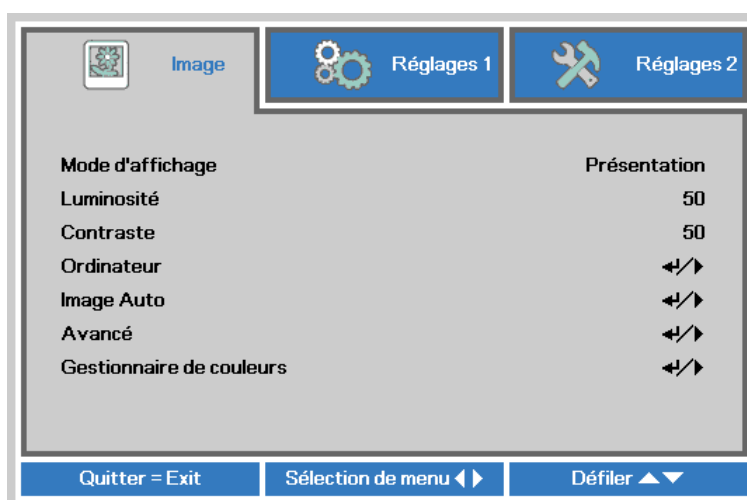 Image
Réglages 1
Réglages 2
Mode d'affichage Présentation
Luminosité 50
Contraste 50
Ordinateur
Image Auto
Avancé
Gestionnaire de couleurs
Quitter = Exit
Sélection de menu
Défiler